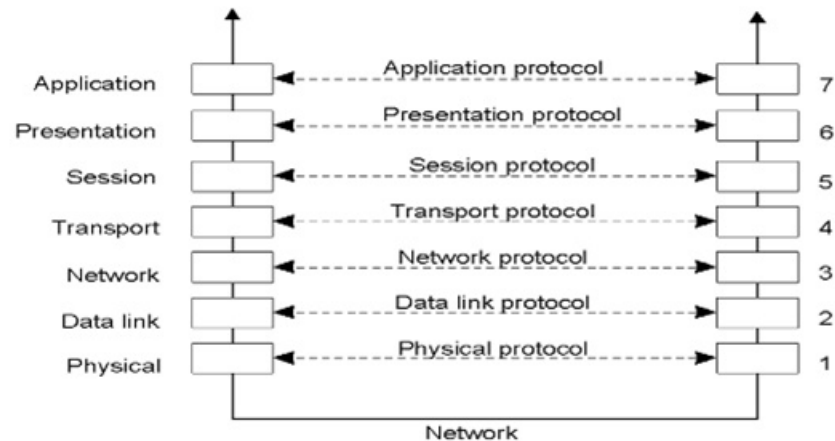 Application Application protocol 7
Presentation Presentation protocol 6
Session Session protocol 5
Transport Transport protocol 4
Network Network protocol 3
Data link Data link protocol 2
Physical Physical protocol 1
Network